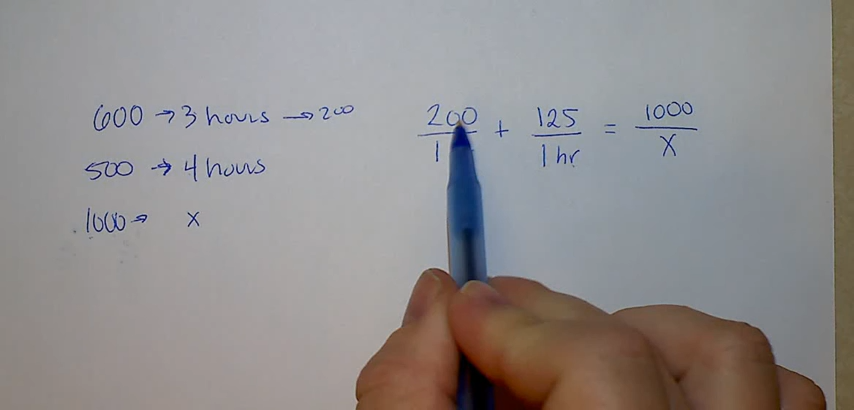 600 → 3 hours → 200
500 → 4 hours
1000 → x
200/1 + 125/1 hr = 1000/x